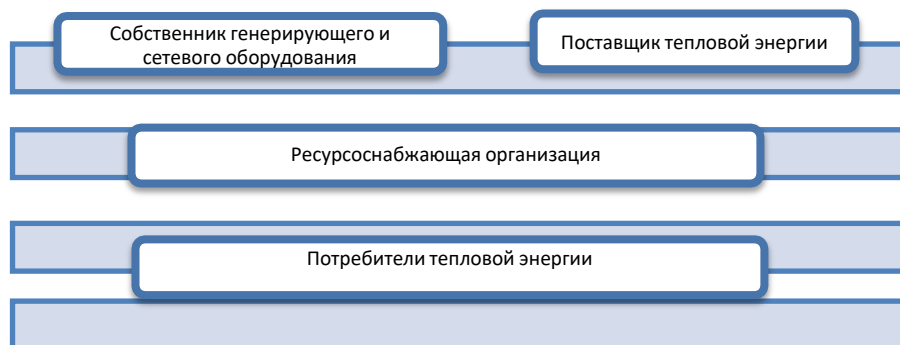 Собственник генерирующего и
сетевого оборудования
Поставщик тепловой энергии
Ресурсоснабжающая организация
Потребители тепловой энергии